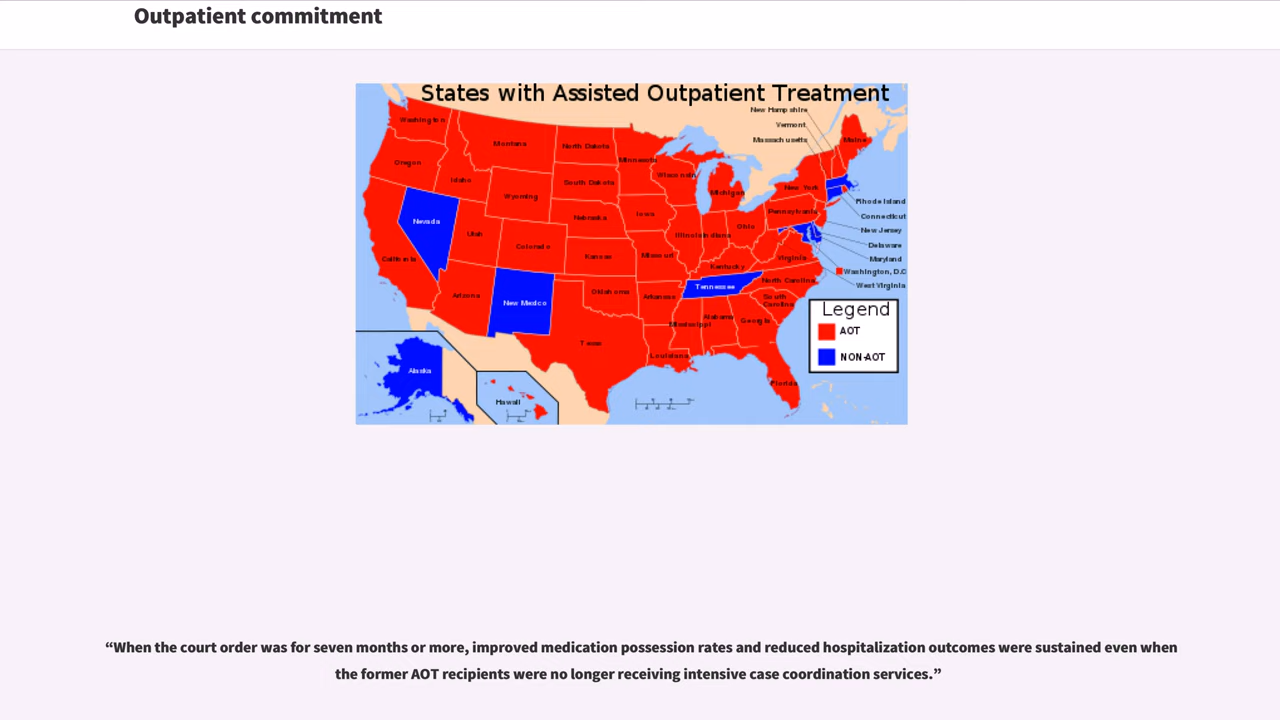 Outpatient commitment
States with Assisted Outpatient Treatment
New Hampshire
Vermont
Massachusetts
Washington
Montana
North Dakota
Minnesota
Maine
Oregon
Idaho
Wyoming
South Dakota
Wisconsin
Michigan
New York
Rhode Island
Connecticut
New Jersey
Delaware
Maryland
Washington, D.C
West Virginia
Nevada
Utah
Colorado
Nebraska
Iowa
Illinois
Indiana
Ohio
Pennsylvania
California
Kansas
Missouri
Kentucky
Virginia
Arizona
New Mexico
Oklahoma
Arkansas
Tennessee
North Carolina
South
Carolina
Texas
Louisiana
Mississippi
Alabama
Georgia
Florida
Alaska
Hawaii
Legend
AOT
NON-AOT
“When the court order was for seven months or more, improved medication possession rates and reduced hospitalization outcomes were sustained even when
the former AOT recipients were no longer receiving intensive case coordination services.”